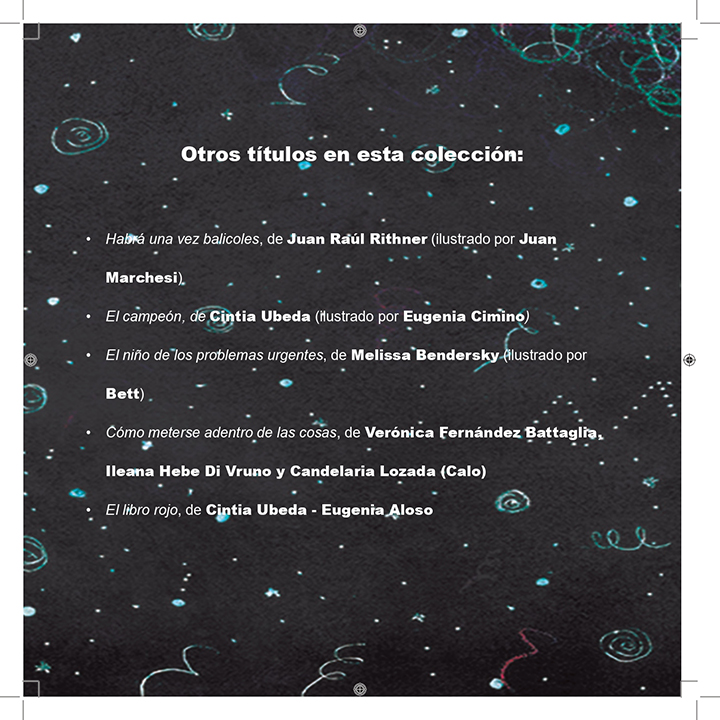 Otros títulos en esta colección:
• Habrá una vez balicoles, de Juan Raúl Rithner (ilustrado por Juan
Marchesi)
• El campeón, de Cintia Ubeda (ilustrado por Eugenia Cimino)
• El niño de los problemas urgentes, de Melissa Bendersky (ilustrado por
Bett)
• Cómo meterse adentro de las cosas, de Verónica Fernández Battaglia,
Ileana Hebe Di Vruno y Candelaria Lozada (Calo)
• El libro rojo, de Cintia Ubeda - Eugenia Aloso